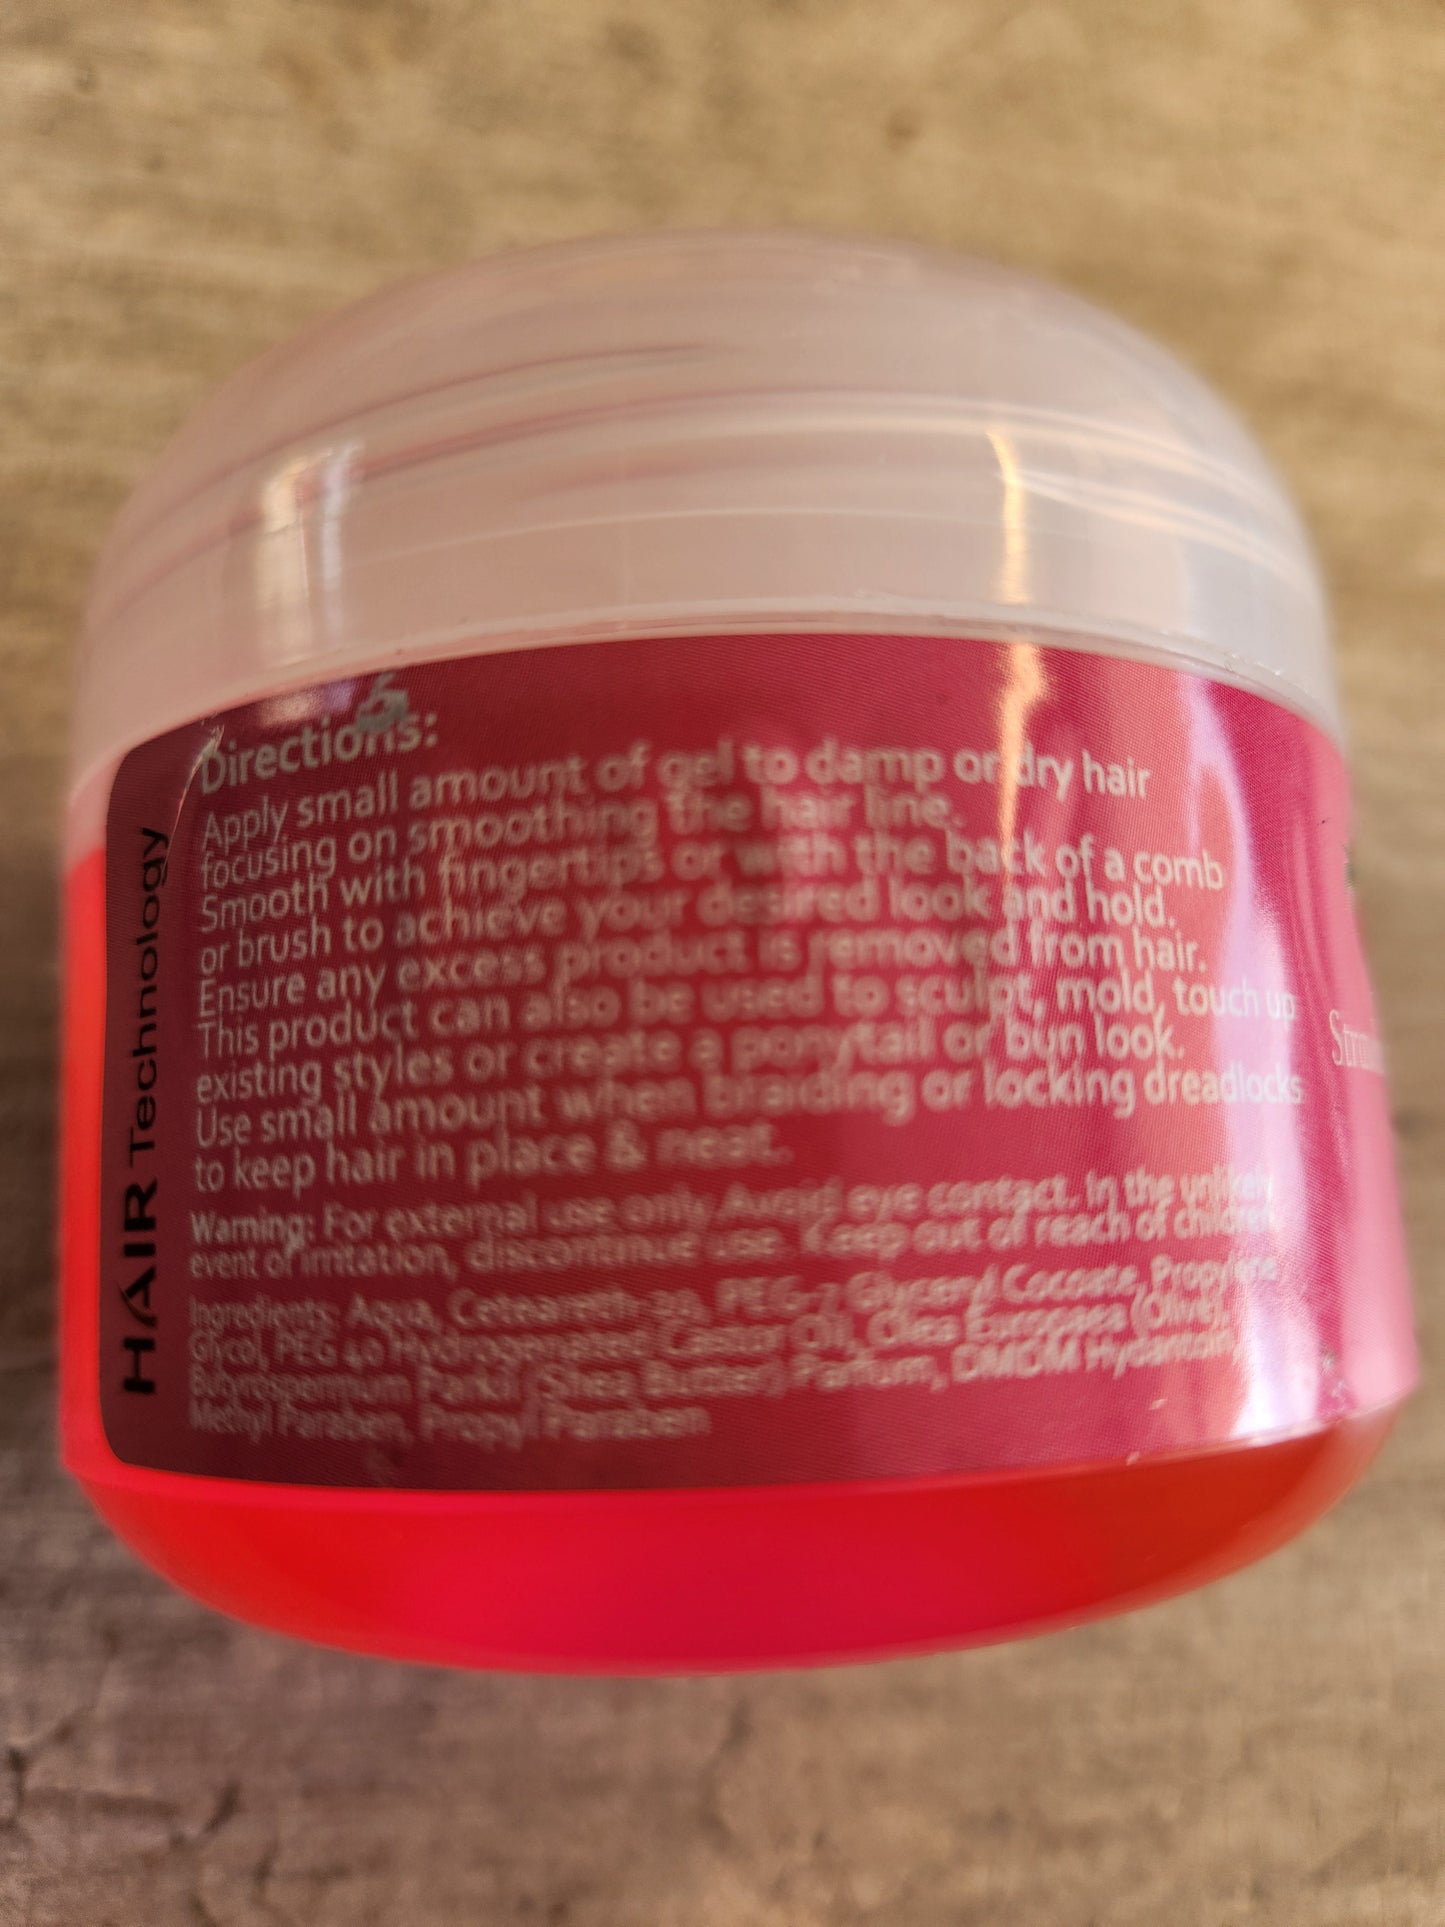 HAIR Technology
Directions:
Apply small amount of gel to damp or dry hair
focusing on smoothing the hair line.
Smooth with fingertips or with the back of a comb
or brush to achieve your desired look and hold.
Ensure any excess product is removed from hair.
This product can also be used to sculpt, mold, touch up
existing styles or create a ponytail or bun look.
Use small amount when braiding or locking dreadlocks
to keep hair in place & neat.
Warning: For external use only. Avoid eye contact. In the unlikely
event of irritation, discontinue use. Keep out of reach of children.
Ingredients: Aqua, Ceteareth-20, PEG-7 Glyceryl Cocoate, Propylene
Glycol, PEG 40 Hydrogenated Castor Oil, Olea Europaea (Olive),
Butyrospermum Parkii (Shea Butter) Parfum, DMDM Hydantoin,
Methyl Paraben, Propyl Paraben